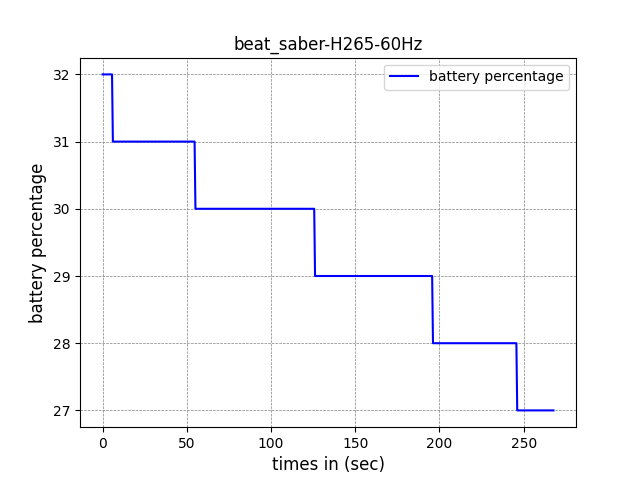 beat_saber-H265-60Hz
battery percentage
32
31
30
29
28
27
battery percentage
0 50 100 150 200 250
times in (sec)